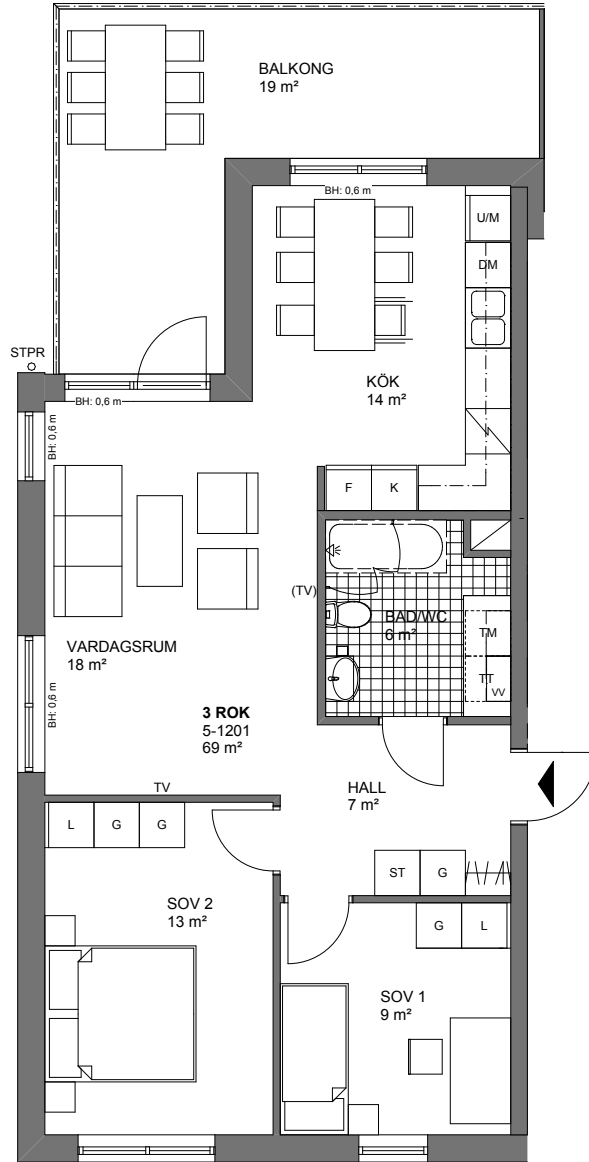 BALKONG
19 m²
BH: 0,6 m
U/M
DM
STPR
BH: 0,6 m
KÖK
14 m²
BH: 0,6 m
F
K
(TV)
BAD/WC
6 m²
TM
VARDAGSRUM
18 m²
TT
VV
BH: 0,6 m
3 ROK
5-1201
69 m²
TV
HALL
7 m²
L
G
G
ST
G
SOV 2
13 m²
G
L
SOV 1
9 m²